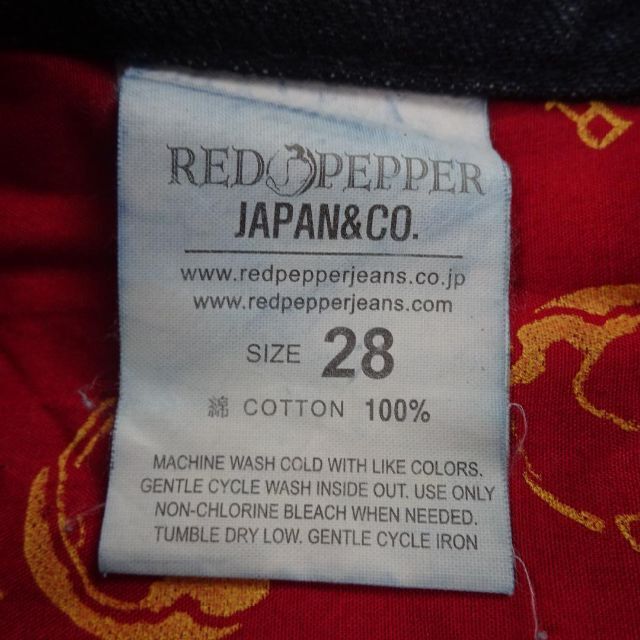 RED PEPPER
JAPAN&CO.
www.redpepperjeans.co.jp
www.redpepperjeans.com
SIZE 28
綿 COTTON 100%
MACHINE WASH COLD WITH LIKE COLORS.
GENTLE CYCLE WASH INSIDE OUT. USE ONLY
NON-CHLORINE BLEACH WHEN NEEDED.
TUMBLE DRY LOW. GENTLE CYCLE IRON